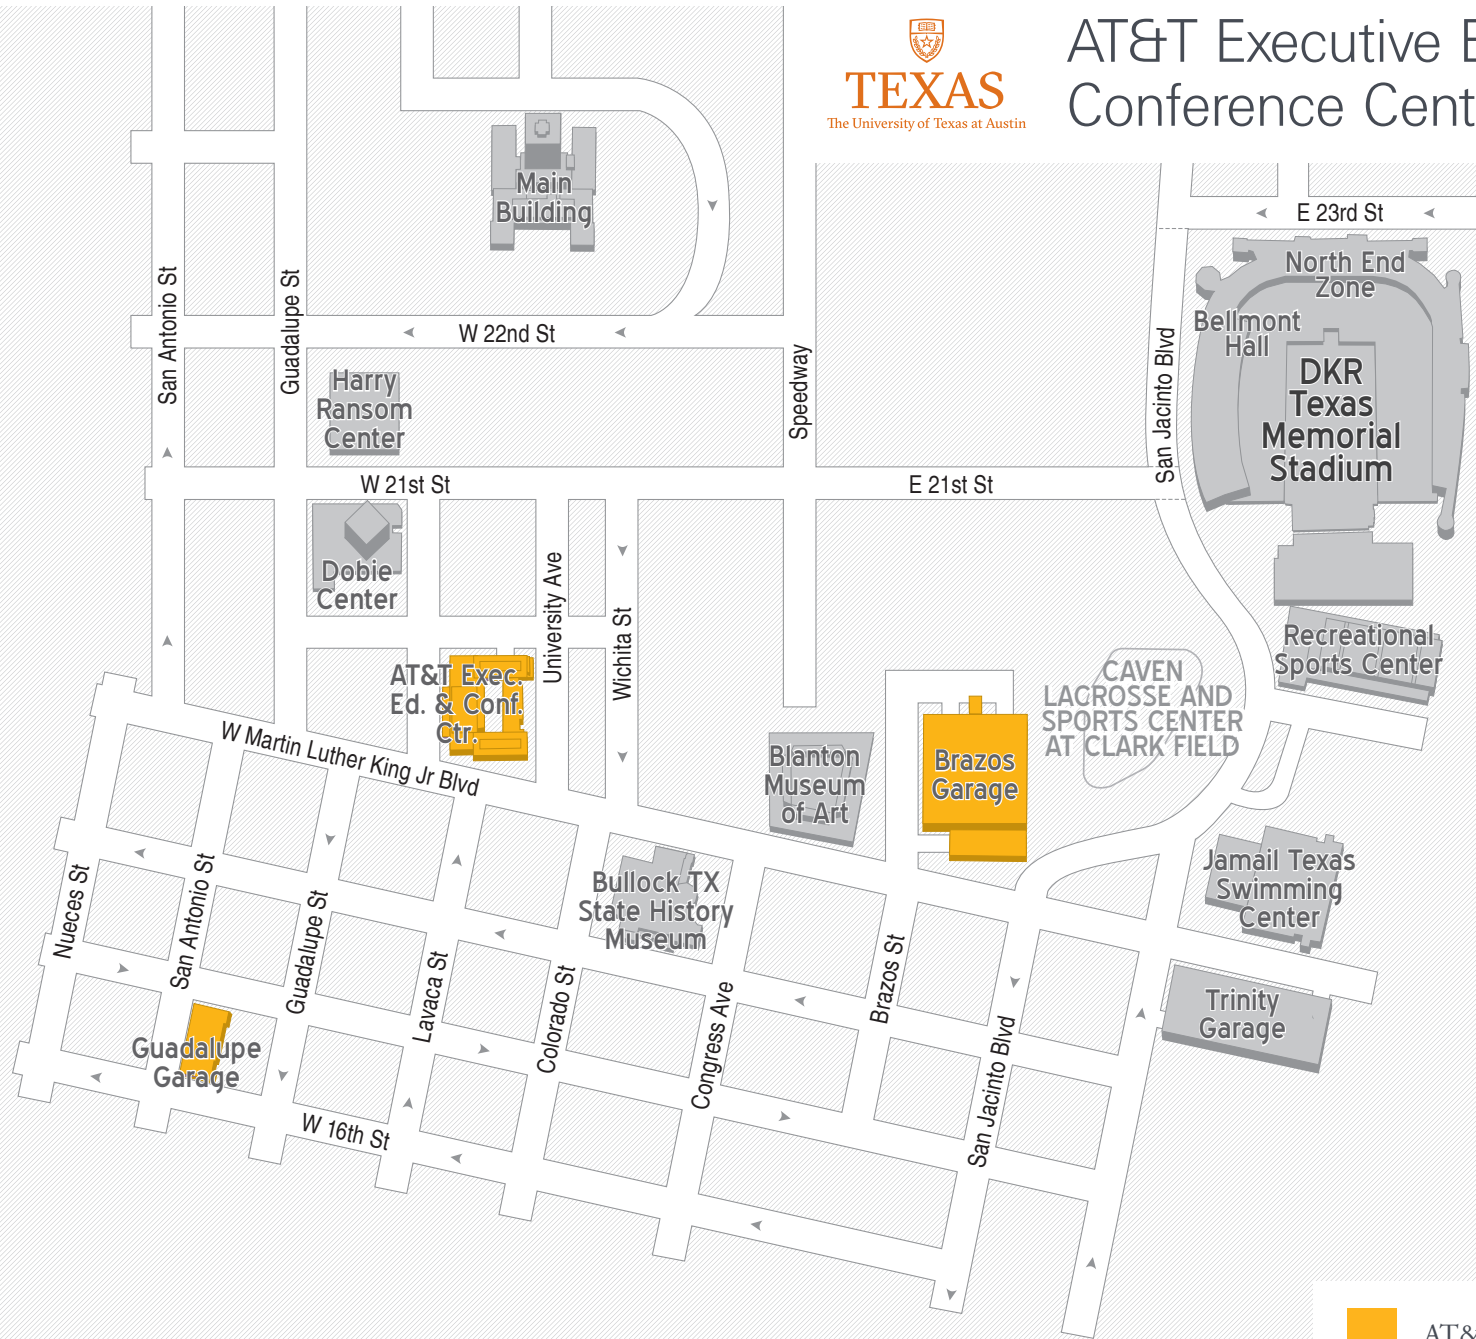 AT&T Executive E
Conference Cent
TEXAS
The University of Texas at Austin
Main
Building
E 23rd St
North End
Zone
Bellmont
Hall
DKR
Texas
Memorial
Stadium
San Antonio St
Guadalupe St
W 22nd St
Speedway
San Jacinto Blvd
Harry
Ransom
Center
W 21st St
E 21st St
Dobie
Center
University Ave
Wichita St
Recreational
Sports Center
AT&T Exec.
Ed. & Conf.
Ctr.
CAVEN
LACROSSE AND
SPORTS CENTER
AT CLARK FIELD
W Martin Luther King Jr Blvd
Blanton
Museum
of Art
Brazos
Garage
Jamail Texas
Swimming
Center
Bullock TX
State History
Museum
Nueces St
San Antonio St
Guadalupe St
Lavaca St
Colorado St
Congress Ave
Brazos St
San Jacinto Blvd
Trinity
Garage
Guadalupe
Garage
W 16th St
AT&